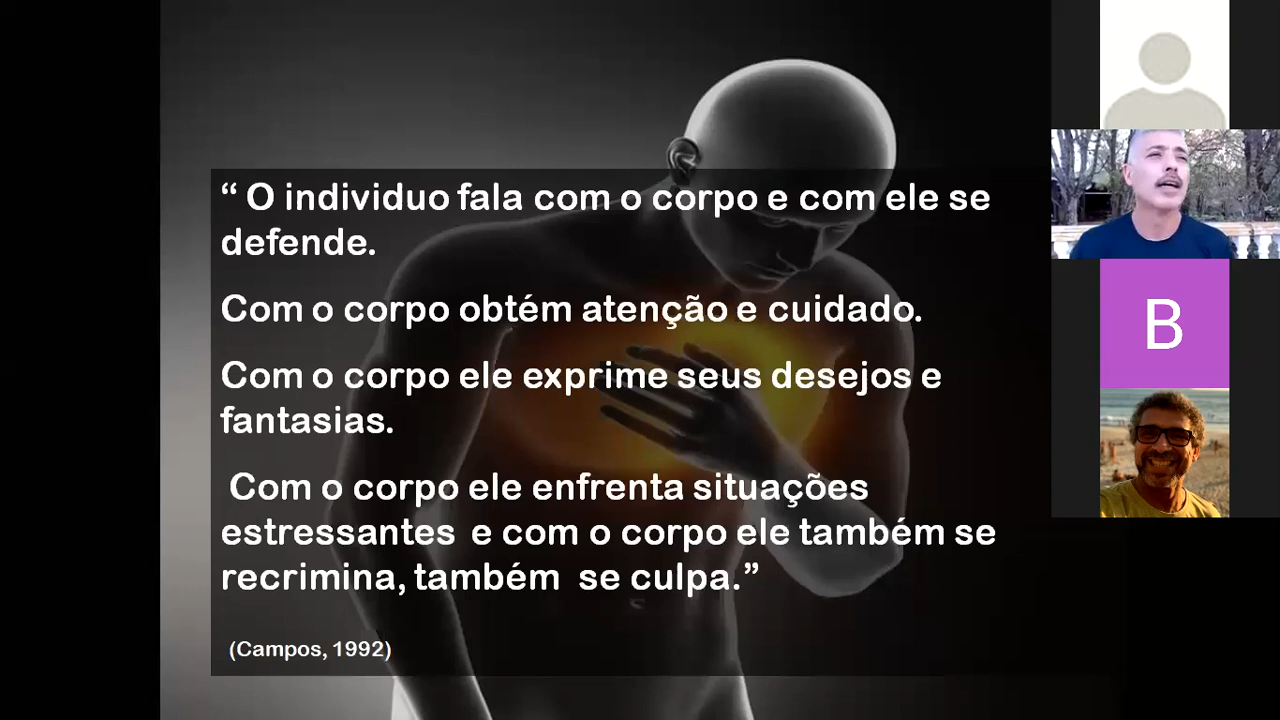 “ O individuo fala com o corpo e com ele se
defende.
Com o corpo obtém atenção e cuidado.
Com o corpo ele exprime seus desejos e
fantasias.
Com o corpo ele enfrenta situações
estressantes e com o corpo ele também se
recrimina, também se culpa.”
(Campos, 1992)
B